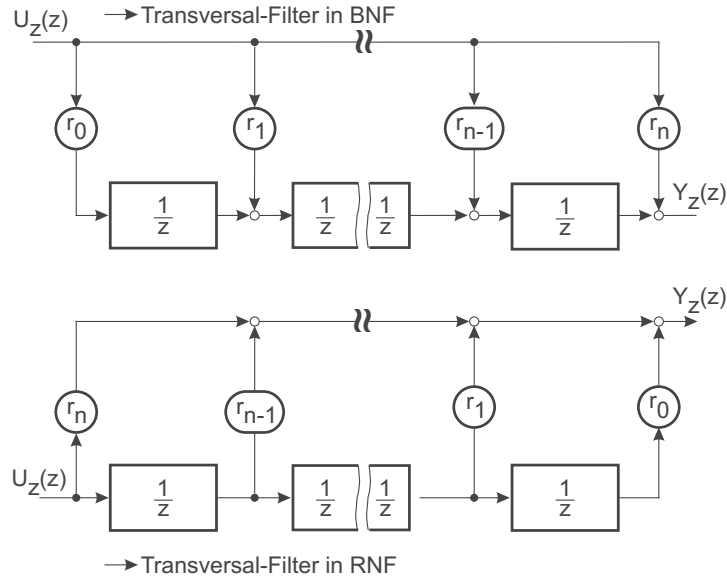 Transversal-Filter in BNF
U_z(z)
r_0 r_1 r_{n-1} r_n
1/z 1/z 1/z 1/z Y_z(z)
Y_z(z)
r_n r_{n-1} r_1 r_0
U_z(z) 1/z 1/z 1/z 1/z
Transversal-Filter in RNF